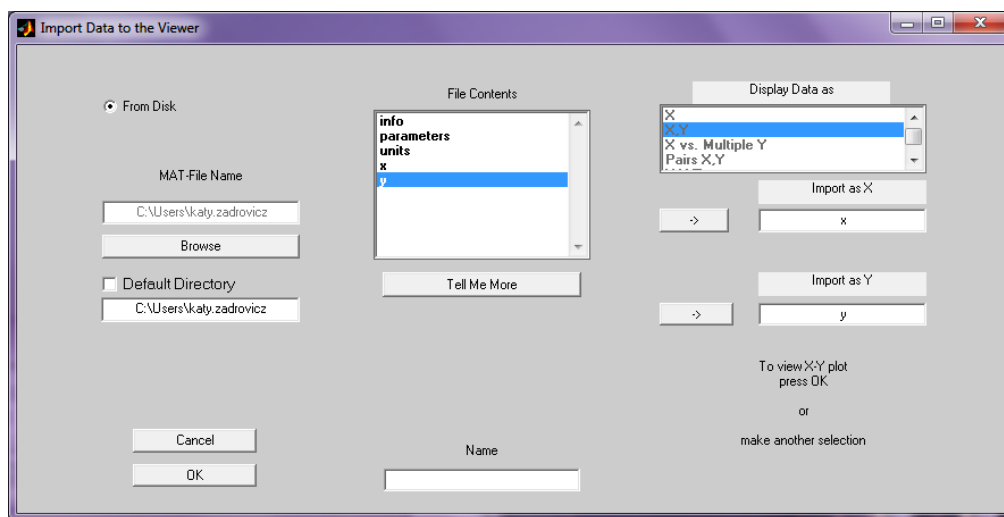 Import Data to the Viewer
From Disk
MAT-File Name
C:\Users\katy.zadrovicz
Browse
Default Directory
C:\Users\katy.zadrovicz
Cancel
OK
File Contents
info
parameters
units
x
y
Tell Me More
Name
Display Data as
X
X,Y
X vs. Multiple Y
Pairs X,Y
Import as X
->
x
Import as Y
->
y
To view X-Y plot
press OK
or
make another selection